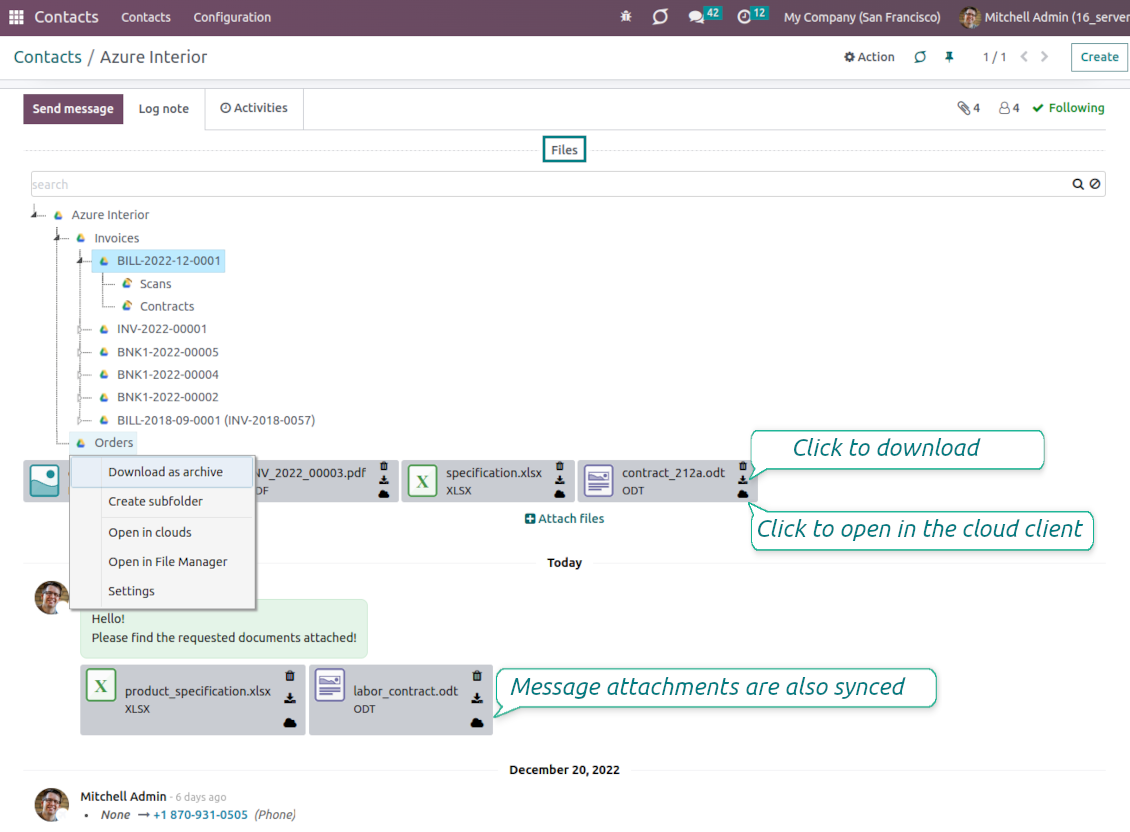 Contacts Contacts Configuration 42 12 My Company (San Francisco) Mitchell Admin (16_server
Contacts / Azure Interior Action 1 / 1 Create
Send message Log note Activities 4 4 Following
Files
search
Azure Interior
Invoices
BILL-2022-12-0001
Scans
Contracts
INV-2022-00001
BNK1-2022-00005
BNK1-2022-00004
BNK1-2022-00002
BILL-2018-09-0001 (INV-2018-0057)
Orders
Click to download
NV_2022_00003.pdf specification.xlsx contract_212a.odt
DF XLSX ODT
Download as archive
Create subfolder
Open in clouds
Open in File Manager
Settings
Attach files
Click to open in the cloud client
Today
Hello!
Please find the requested documents attached!
product_specification.xlsx labor_contract.odt
XLSX ODT
Message attachments are also synced
December 20, 2022
Mitchell Admin - 6 days ago
• None → +1 870-931-0505 (Phone)